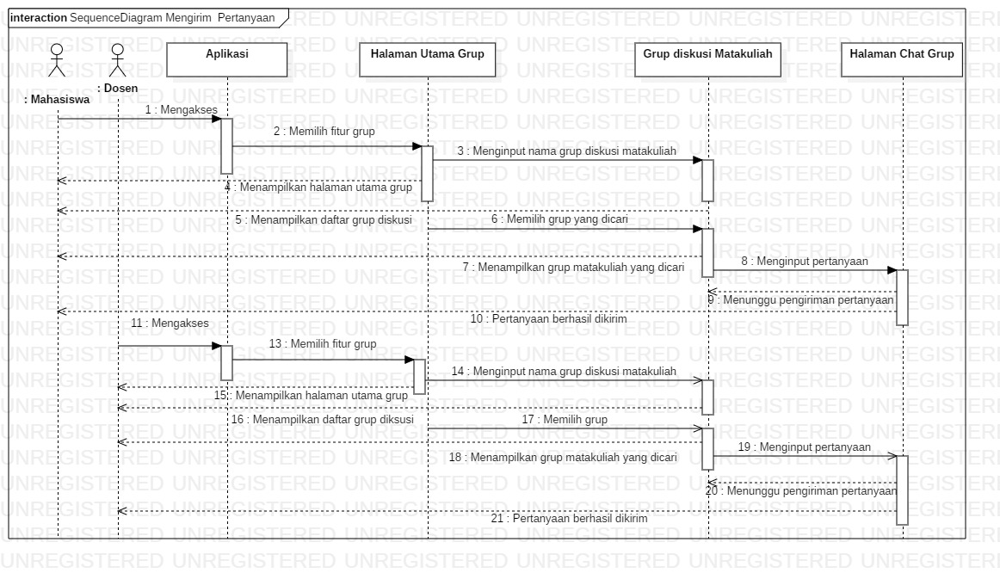 interaction SequenceDiagram Mengirim Pertanyaan
Aplikasi
Halaman Utama Grup
Grup diskusi Matakuliah
Halaman Chat Grup
: Dosen
: Mahasiswa
1 : Mengakses
2 : Memilih fitur grup
3 : Menginput nama grup diskusi matakuliah
4 : Menampilkan halaman utama grup
5 : Menampilkan daftar grup diskusi
6 : Memilih grup yang dicari
7 : Menampilkan grup matakuliah yang dicari
8 : Menginput pertanyaan
9 : Menunggu pengiriman pertanyaan
10 : Pertanyaan berhasil dikirim
11 : Mengakses
13 : Memilih fitur grup
14 : Menginput nama grup diskusi matakuliah
15 : Menampilkan halaman utama grup
16 : Menampilkan daftar grup diksusi
17 : Memilih grup
18 : Menampilkan grup matakuliah yang dicari
19 : Menginput pertanyaan
20 : Menunggu pengiriman pertanyaan
21 : Pertanyaan berhasil dikirim
UNREGISTERED